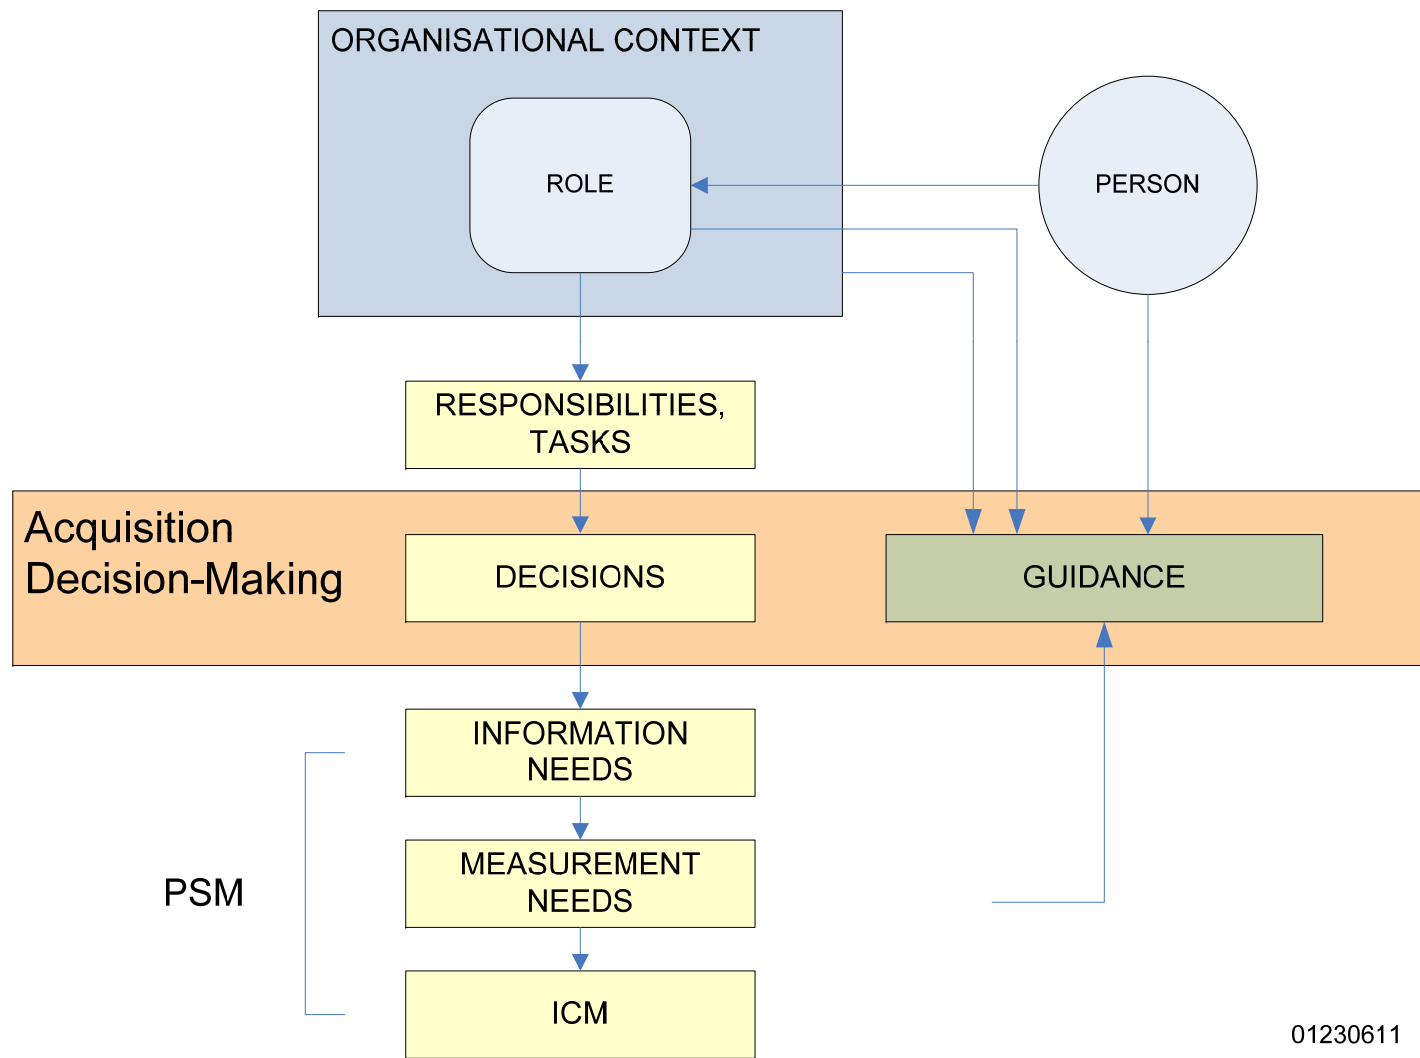 ORGANISATIONAL CONTEXT
ROLE
PERSON
RESPONSIBILITIES,
TASKS
Acquisition
Decision-Making
DECISIONS
GUIDANCE
INFORMATION
NEEDS
MEASUREMENT
NEEDS
PSM
ICM
01230611